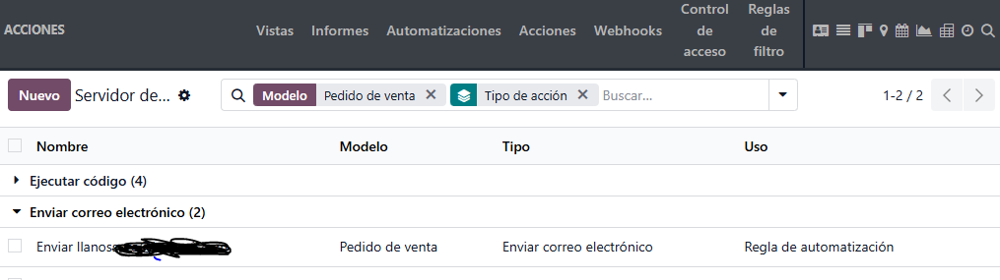 ACCIONES
Vistas Informes Automatizaciones Acciones Webhooks Control de acceso Reglas de filtro
Nuevo Servidor de... Modelo Pedido de venta Tipo de acción Buscar... 1-2 / 2
Nombre Modelo Tipo Uso
Ejecutar código (4)
Enviar correo electrónico (2)
Enviar Pedido de venta Enviar correo electrónico Regla de automatización